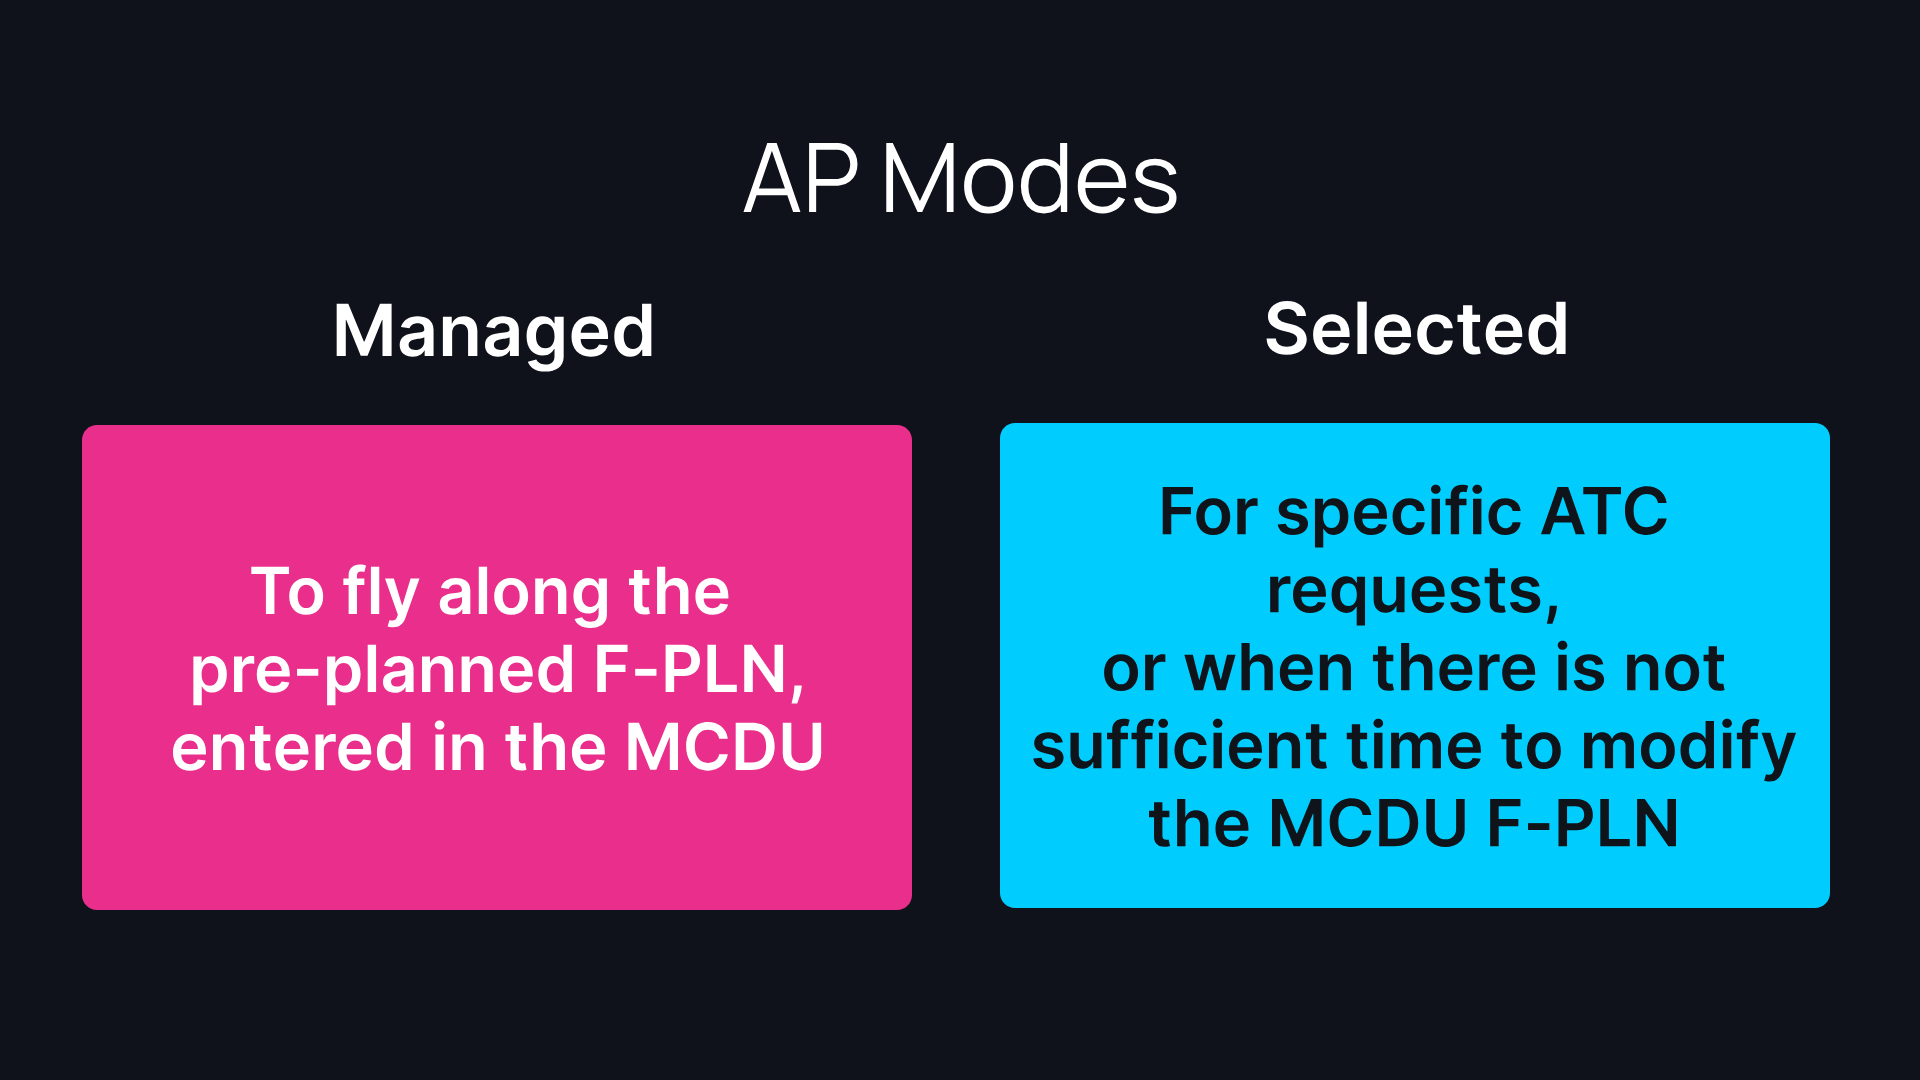 AP Modes
Managed
Selected
To fly along the
pre-planned F-PLN,
entered in the MCDU
For specific ATC
requests,
or when there is not
sufficient time to modify
the MCDU F-PLN